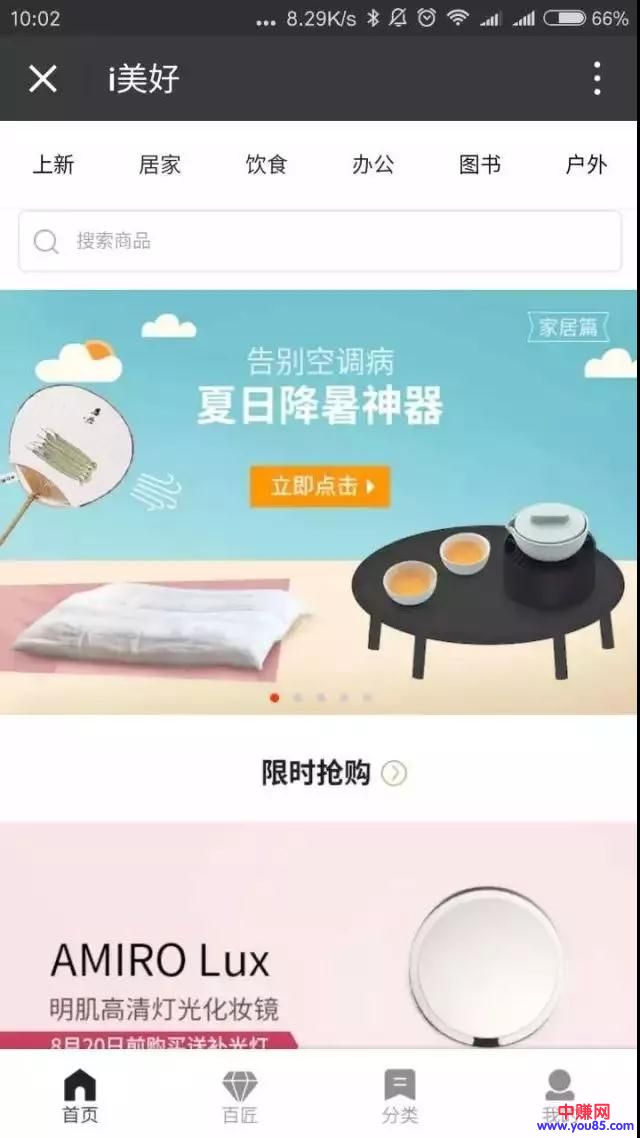 10:02
... 8.29K/s 66%
i美好
上新 居家 饮食 办公 图书 户外
搜索商品
家居篇
告别空调病
夏日降暑神器
立即点击
限时抢购
AMIRO Lux
明肌高清灯光化妆镜
8月20日前购买送补光灯
首页 百匠 分类 我
中赚网
www.you85.com